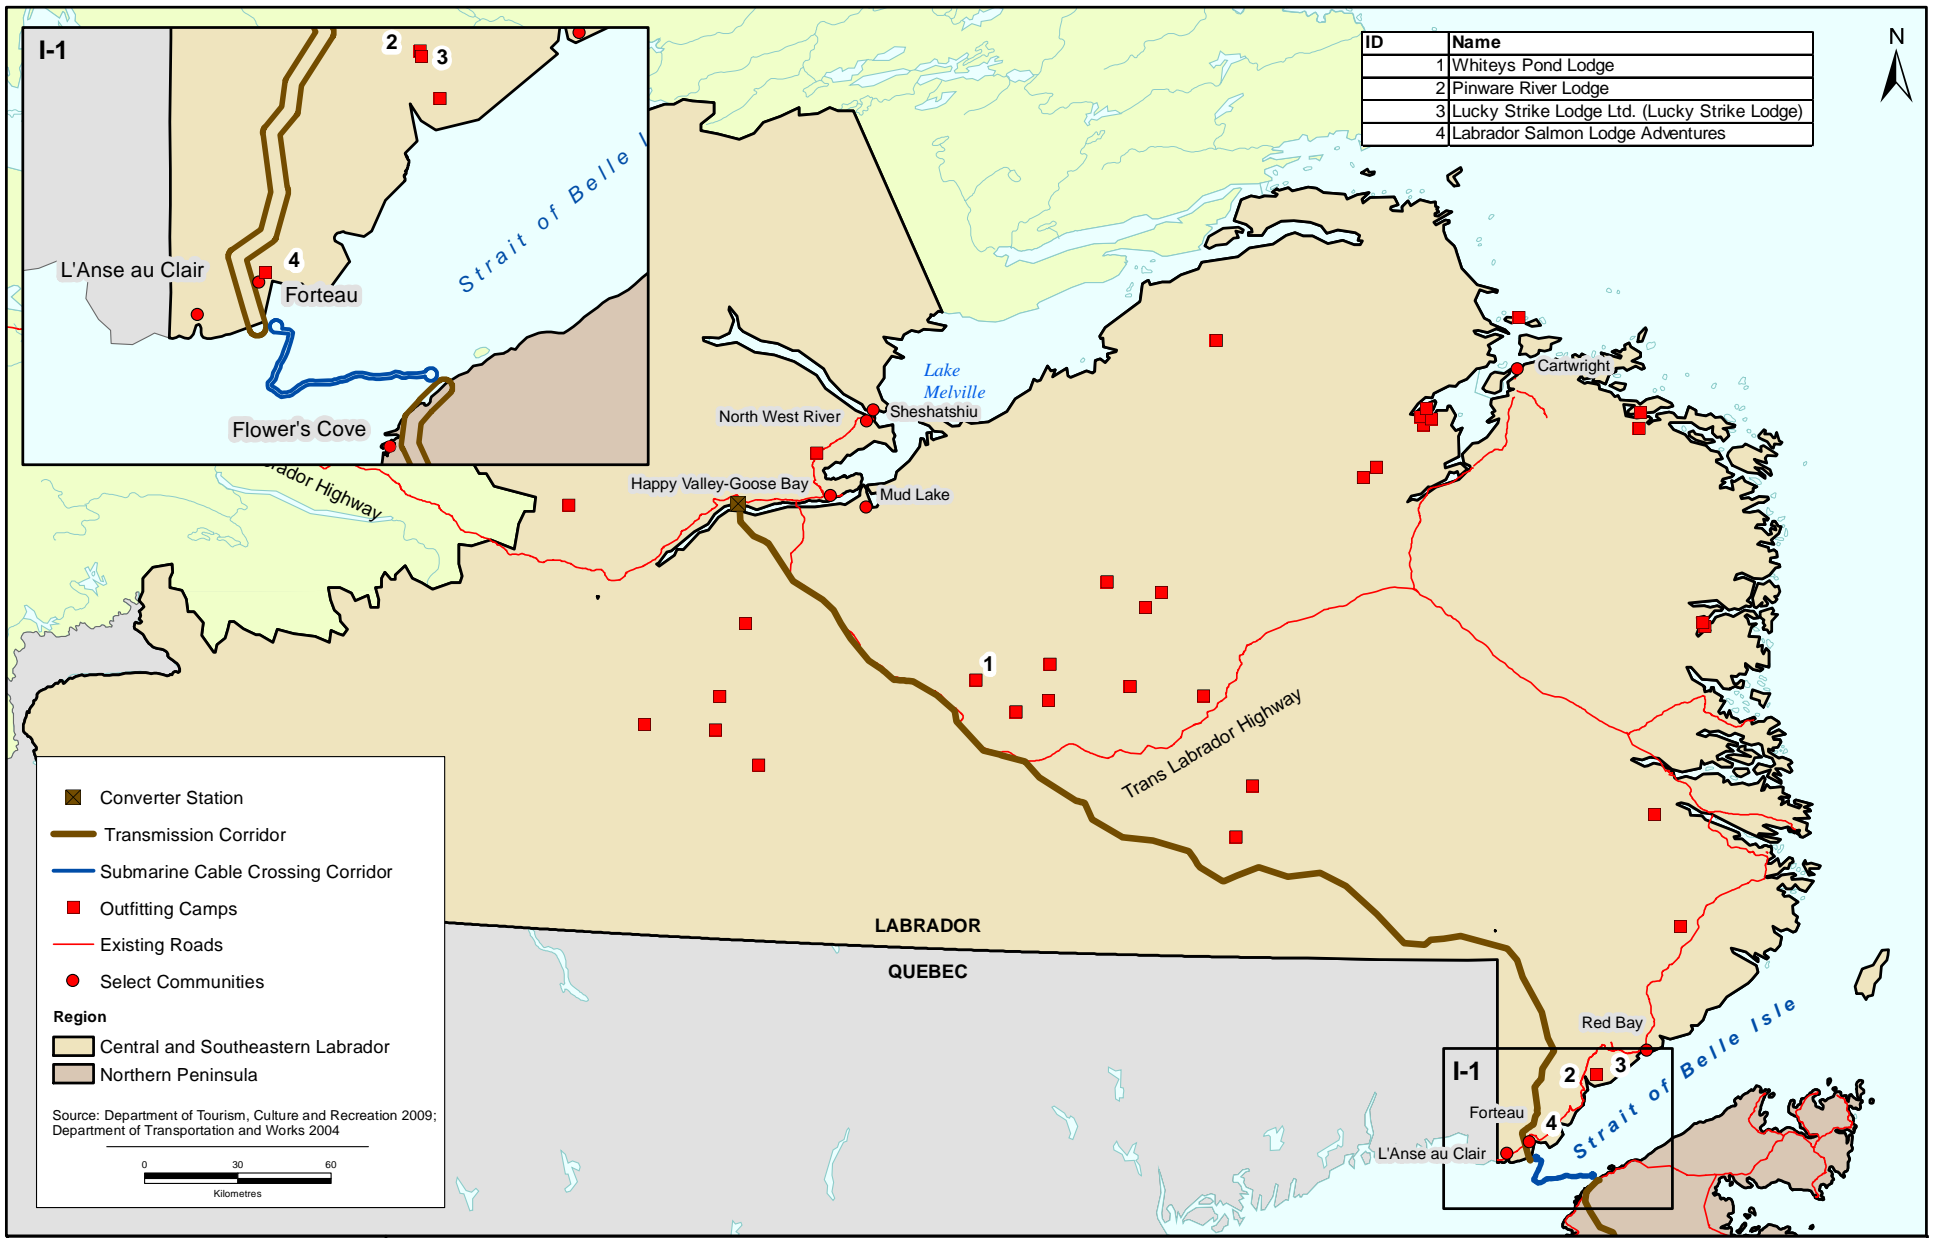 I-1
2
3
4
L'Anse au Clair
Forteau
Strait of Belle I
Flower's Cove
ID Name
1 Whiteys Pond Lodge
2 Pinware River Lodge
3 Lucky Strike Lodge Ltd. (Lucky Strike Lodge)
4 Labrador Salmon Lodge Adventures
N
Lake
Melville
Cartwright
North West River
Sheshatshiu
Happy Valley-Goose Bay
Mud Lake
rador Highway
1
Trans Labrador Highway
LABRADOR
QUEBEC
Red Bay
I-1
2
3
Forteau
4
L'Anse au Clair
Strait of Belle Isle
Converter Station
Transmission Corridor
Submarine Cable Crossing Corridor
Outfitting Camps
Existing Roads
Select Communities
Region
Central and Southeastern Labrador
Northern Peninsula
Source: Department of Tourism, Culture and Recreation 2009;
Department of Transportation and Works 2004
0 30 60
Kilometres